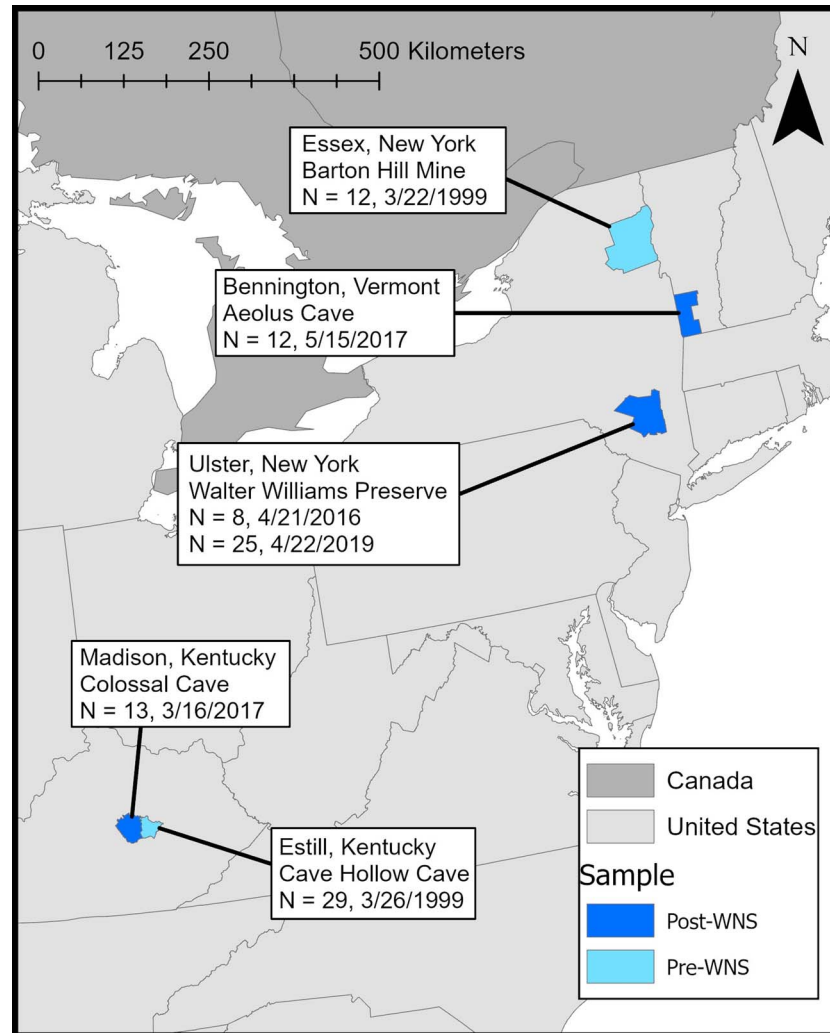 0 125 250 500 Kilometers
N
Essex, New York
Barton Hill Mine
N = 12, 3/22/1999
Bennington, Vermont
Aeolus Cave
N = 12, 5/15/2017
Ulster, New York
Walter Williams Preserve
N = 8, 4/21/2016
N = 25, 4/22/2019
Madison, Kentucky
Colossal Cave
N = 13, 3/16/2017
Estill, Kentucky
Cave Hollow Cave
N = 29, 3/26/1999
Canada
United States
Sample
Post-WNS
Pre-WNS